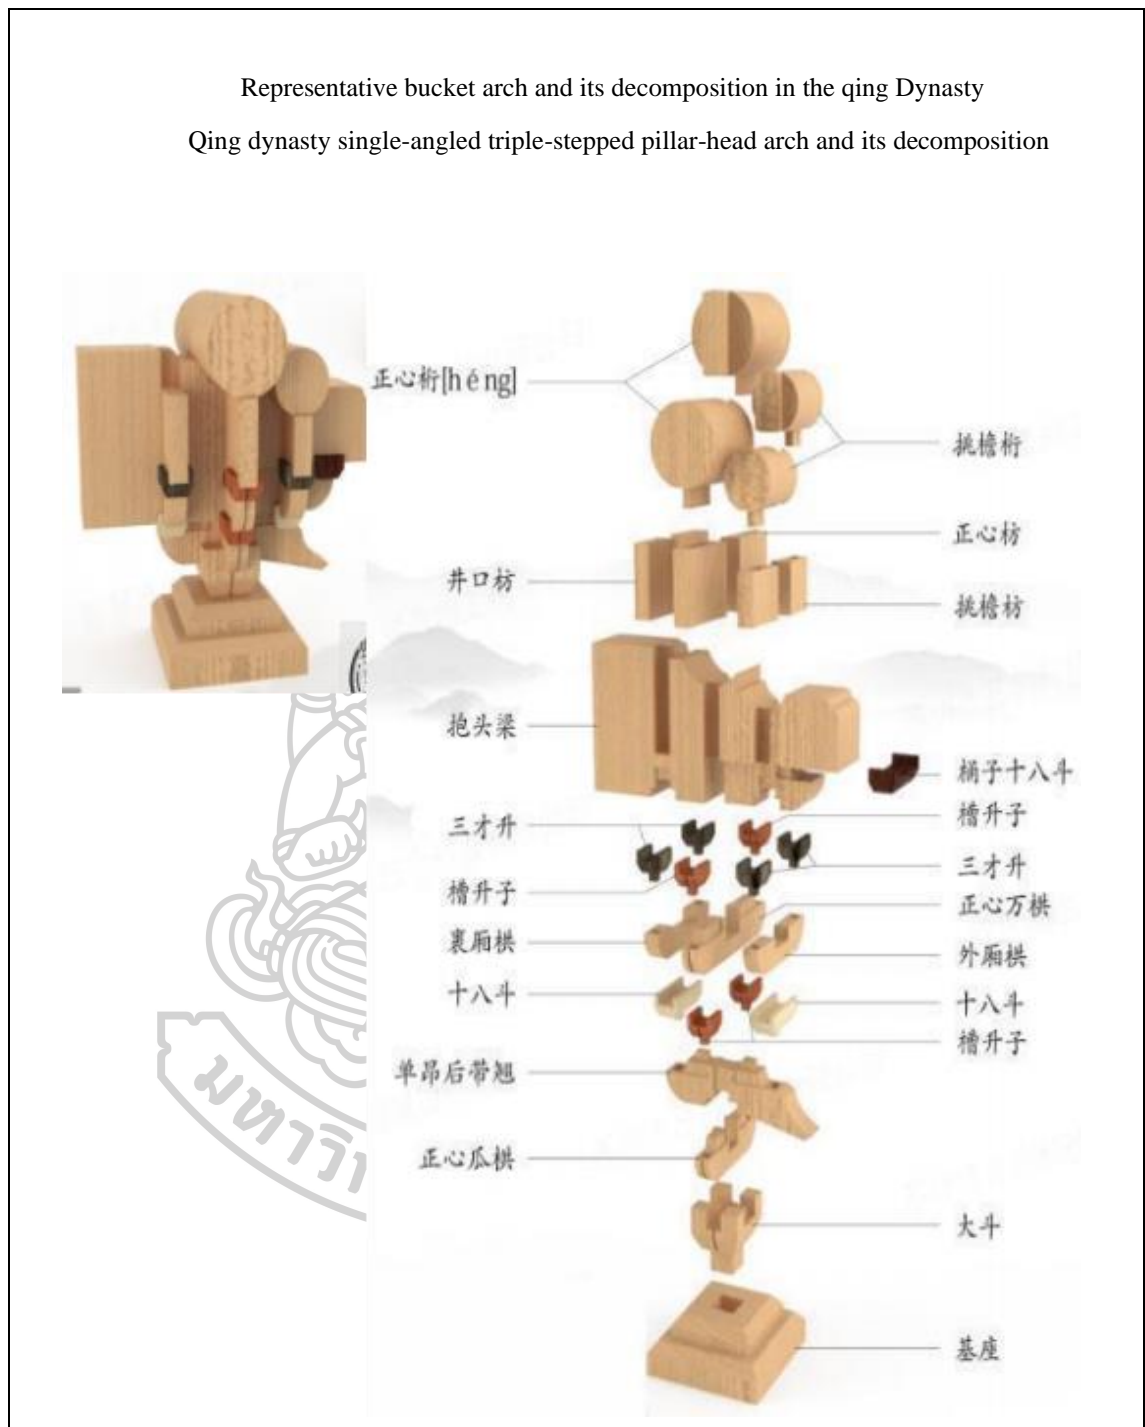 Representative bucket arch and its decomposition in the qing Dynasty
Qing dynasty single-angled triple-stepped pillar-head arch and its decomposition
正心桁[héng]
挑檐桁
正心枋
井口枋
挑檐枋
抱头梁
桶子十八斗
三才升
槽升子
三才升
槽升子
正心万栱
裹厢栱
外厢栱
十八斗
十八斗
槽升子
单昂后带翘
正心瓜栱
大斗
基座